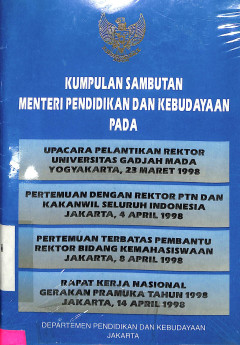 KUMPULAN SAMBUTAN
MENTERI PENDIDIKAN DAN KEBUDAYAAN
PADA
UPACARA PELANTIKAN REKTOR
UNIVERSITAS GADJAH MADA
YOGYAKARTA, 23 MARET 1998
PERTEMUAN DENGAN REKTOR PTN DAN
KAKANWIL SELURUH INDONESIA
JAKARTA, 4 APRIL 1998
PERTEMUAN TERBATAS PEMBANTU
REKTOR BIDANG KEMAHASISWAAN
JAKARTA, 8 APRIL 1998
RAPAT KERJA NASIONAL
GERAKAN PRAMUKA TAHUN 1998
JAKARTA, 14 APRIL 1998
DEPARTEMEN PENDIDIKAN DAN KEBUDAYAAN
JAKARTA